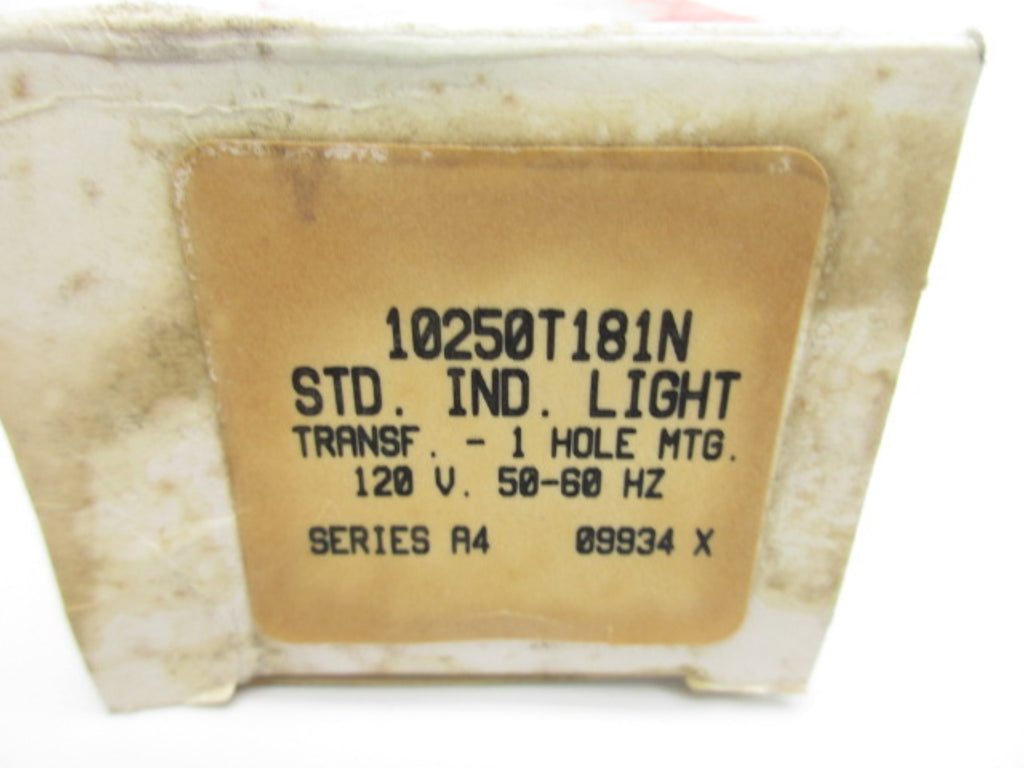 10250T181N
STD. IND. LIGHT
TRANSF. - 1 HOLE MTG.
120 V. 50-60 HZ
SERIES A4 09934 X